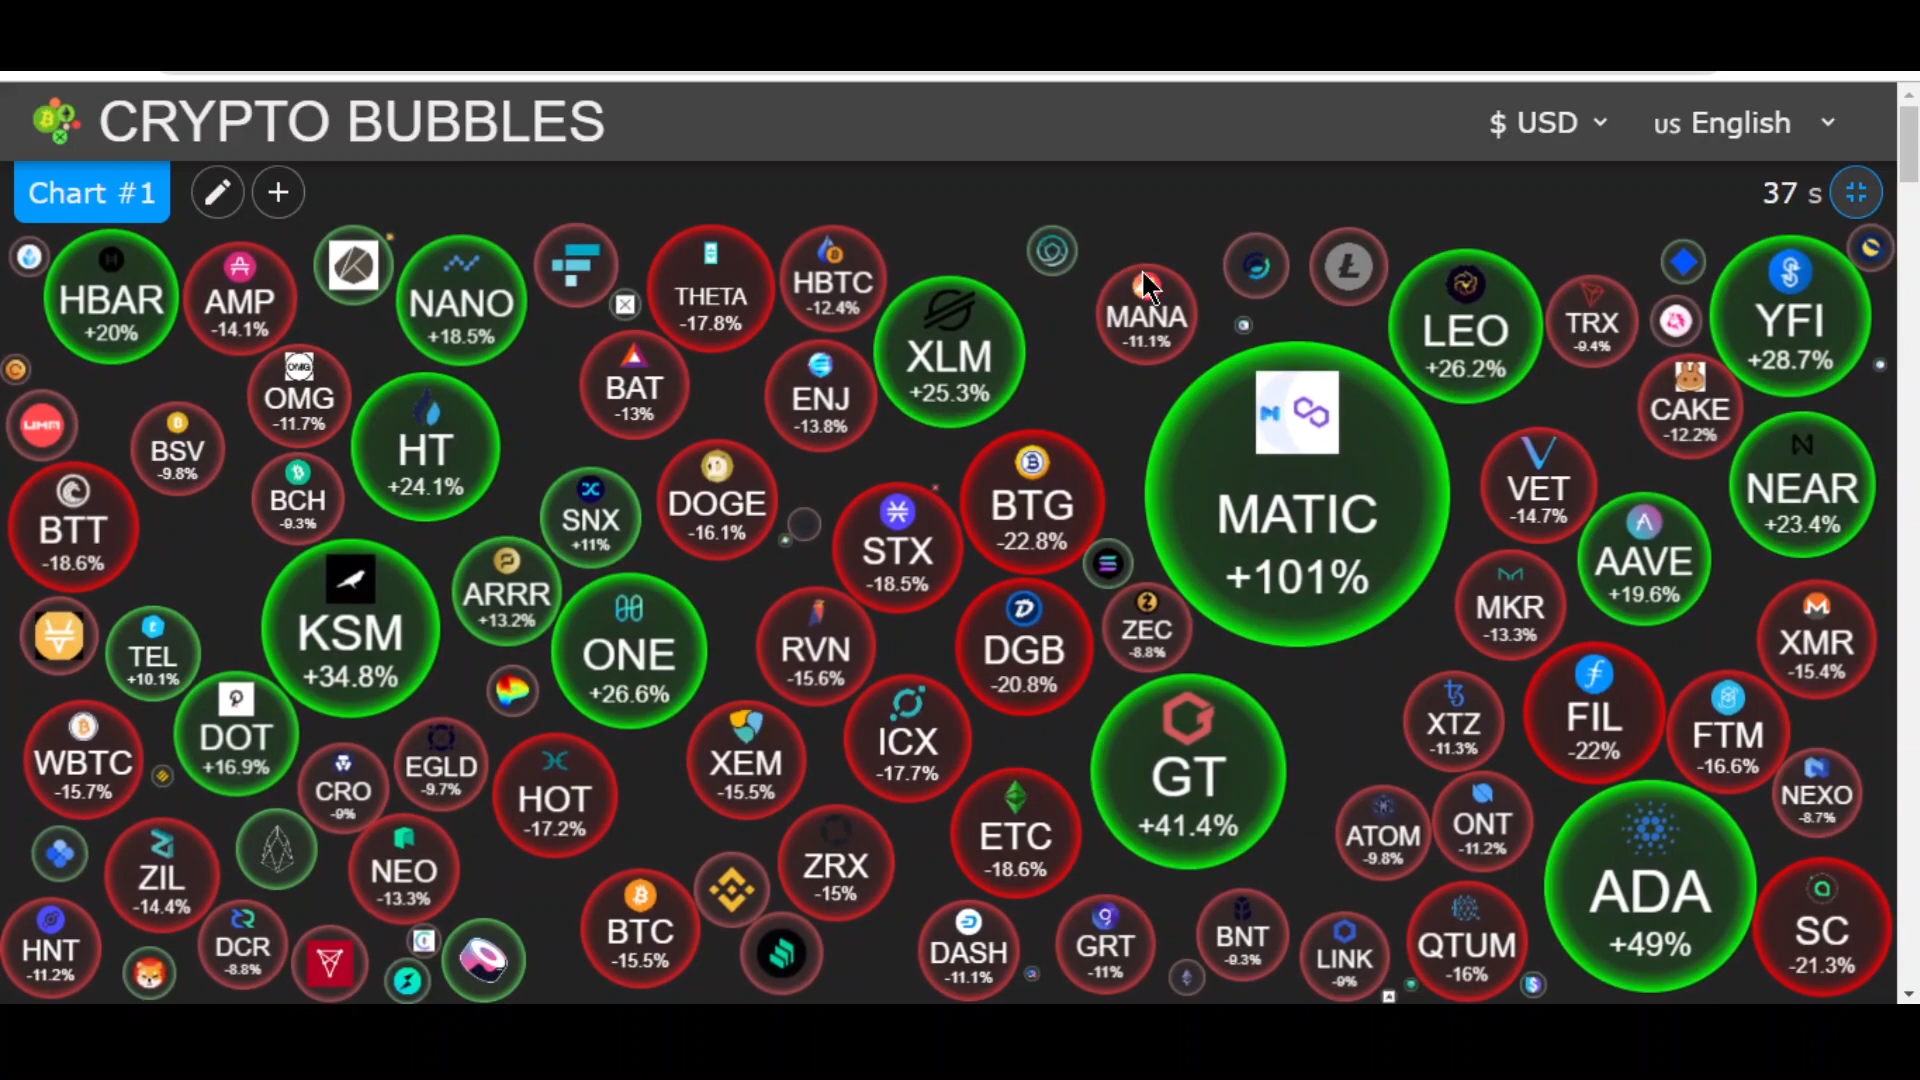 CRYPTO BUBBLES
$ USD
us English
Chart #1
37 s
HBAR
+20%
AMP
-14.1%
NANO
+18.5%
THETA
-17.8%
HBTC
-12.4%
XLM
+25.3%
MANA
-11.1%
LEO
+26.2%
TRX
-9.4%
YFI
+28.7%
OMG
OMG
-11.7%
BAT
-13%
ENJ
-13.8%
CAKE
-12.2%
BSV
-9.8%
HT
+24.1%
BCH
-9.3%
BTT
-18.6%
SNX
+11%
DOGE
-16.1%
STX
-18.5%
BTG
-22.8%
MATIC
+101%
VET
-14.7%
NEAR
+23.4%
AAVE
+19.6%
KSM
+34.8%
ARRR
+13.2%
ONE
+26.6%
RVN
-15.6%
DGB
-20.8%
ZEC
-8.8%
MKR
-13.3%
XMR
-15.4%
TEL
+10.1%
DOT
+16.9%
WBTC
-15.7%
CRO
-9%
EGLD
-9.7%
HOT
-17.2%
XEM
-15.5%
ICX
-17.7%
GT
+41.4%
XTZ
-11.3%
FIL
-22%
FTM
-16.6%
NEXO
-8.7%
ZIL
-14.4%
NEO
-13.3%
ZRX
-15%
ETC
-18.6%
ATOM
-9.8%
ONT
-11.2%
ADA
+49%
HNT
-11.2%
DCR
-8.8%
BTC
-15.5%
DASH
-11.1%
GRT
-11%
BNT
-9.3%
LINK
-9%
QTUM
-16%
SC
-21.3%